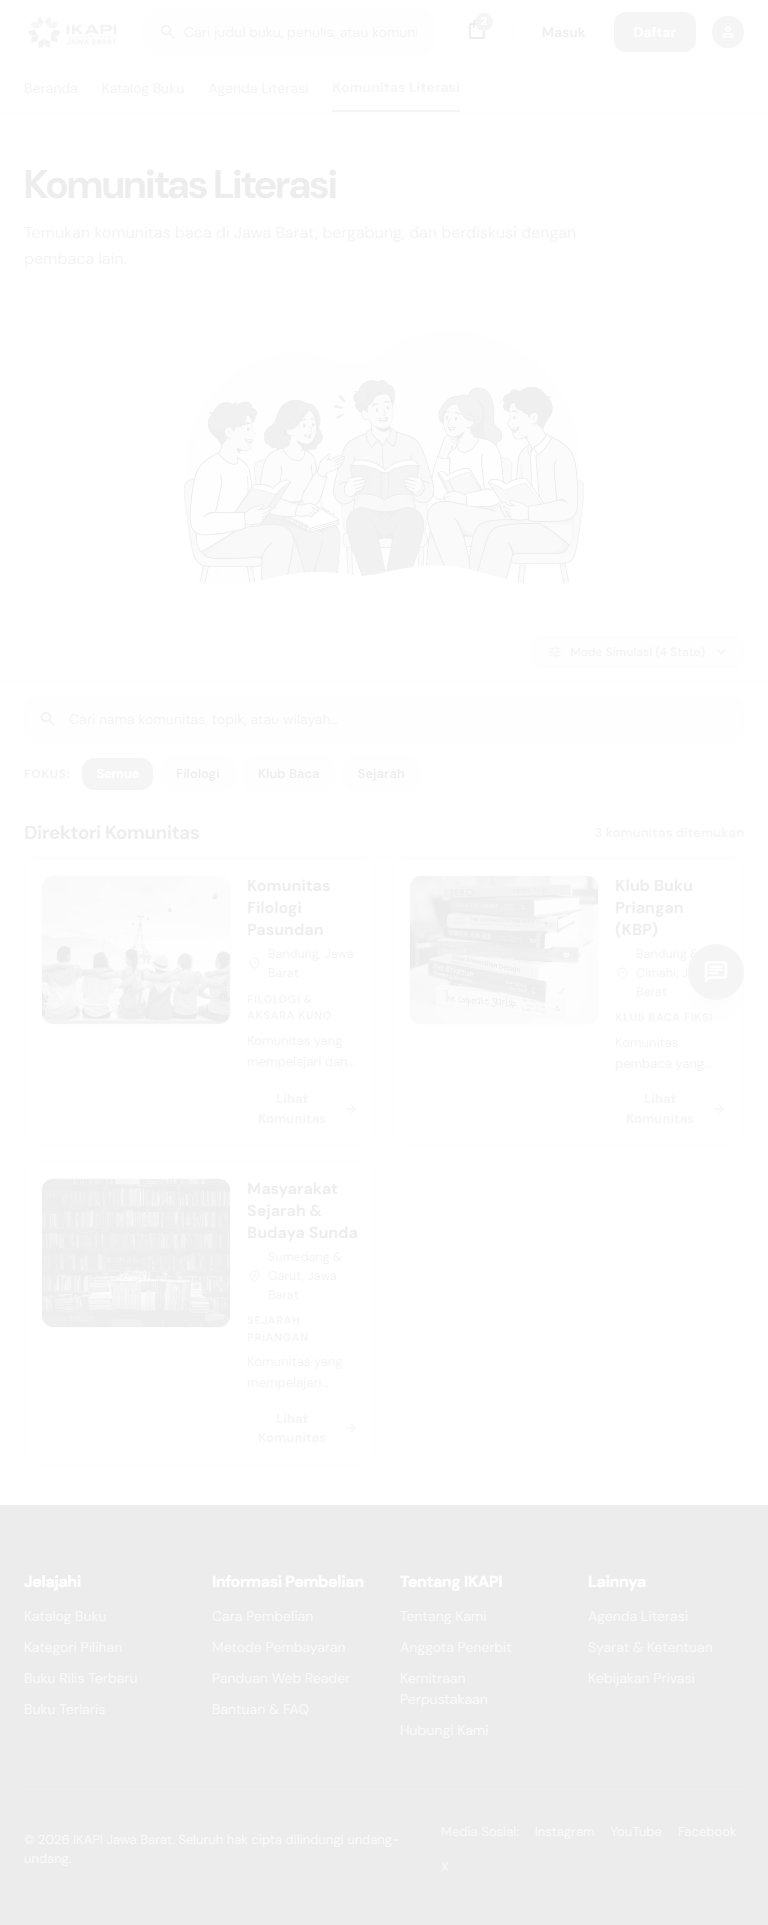 IKAPI
JAWA BARAT
Cari judul buku, penulis, atau komuni
2
Masuk
Daftar
Beranda
Katalog Buku
Agenda Literasi
Komunitas Literasi
Komunitas Literasi
Temukan komunitas baca di Jawa Barat, bergabung, dan berdiskusi dengan
pembaca lain.
Mode Simulasi (4 State)
Cari nama komunitas, topik, atau wilayah...
FOKUS:
Semua
Filologi
Klub Baca
Sejarah
Direktori Komunitas
3 komunitas ditemukan
Komunitas
Filologi
Pasundan
Bandung, Jawa
Barat
FILOLOGI &
AKSARA KUNO
Komunitas yang
mempelajari dan...
Lihat
Komunitas
Klub Buku
Priangan
(KBP)
Bandung
Cimahi,
Barat
KLUB BACA FIKSI
Komunitas
pembaca yang...
Lihat
Komunitas
Masyarakat
Sejarah &
Budaya Sunda
Sumedang &
Garut, Jawa
Barat
SEJARAH
PRIANGAN
Komunitas yang
mempelajari...
Lihat
Komunitas
Jelajahi
Katalog Buku
Kategori Pilihan
Buku Rilis Terbaru
Buku Terlaris
Informasi Pembelian
Cara Pembelian
Metode Pembayaran
Panduan Web Reader
Bantuan & FAQ
Tentang IKAPI
Tentang Kami
Anggota Penerbit
Kemitraan
Perpustakaan
Hubungi Kami
Lainnya
Agenda Literasi
Syarat & Ketentuan
Kebijakan Privasi
© 2026 IKAPI Jawa Barat. Seluruh hak cipta dilindungi undang-
undang.
Media Sosial:
Instagram
YouTube
Facebook
X